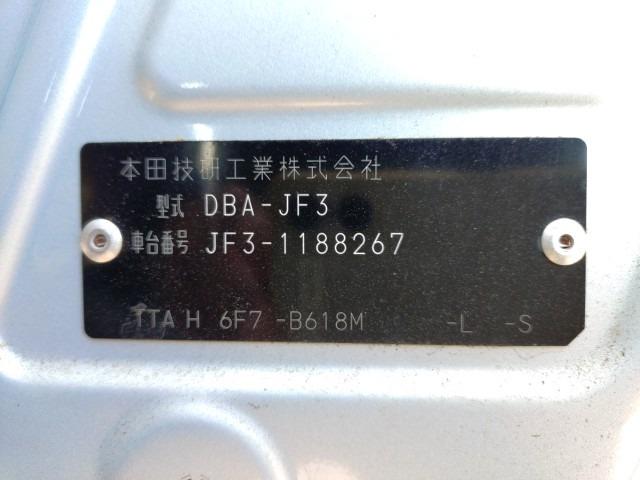 本田技研工業株式会社
型式 DBA-JF3
車台番号 JF3-1188267
TTA H 6F7 -B618M -L -S